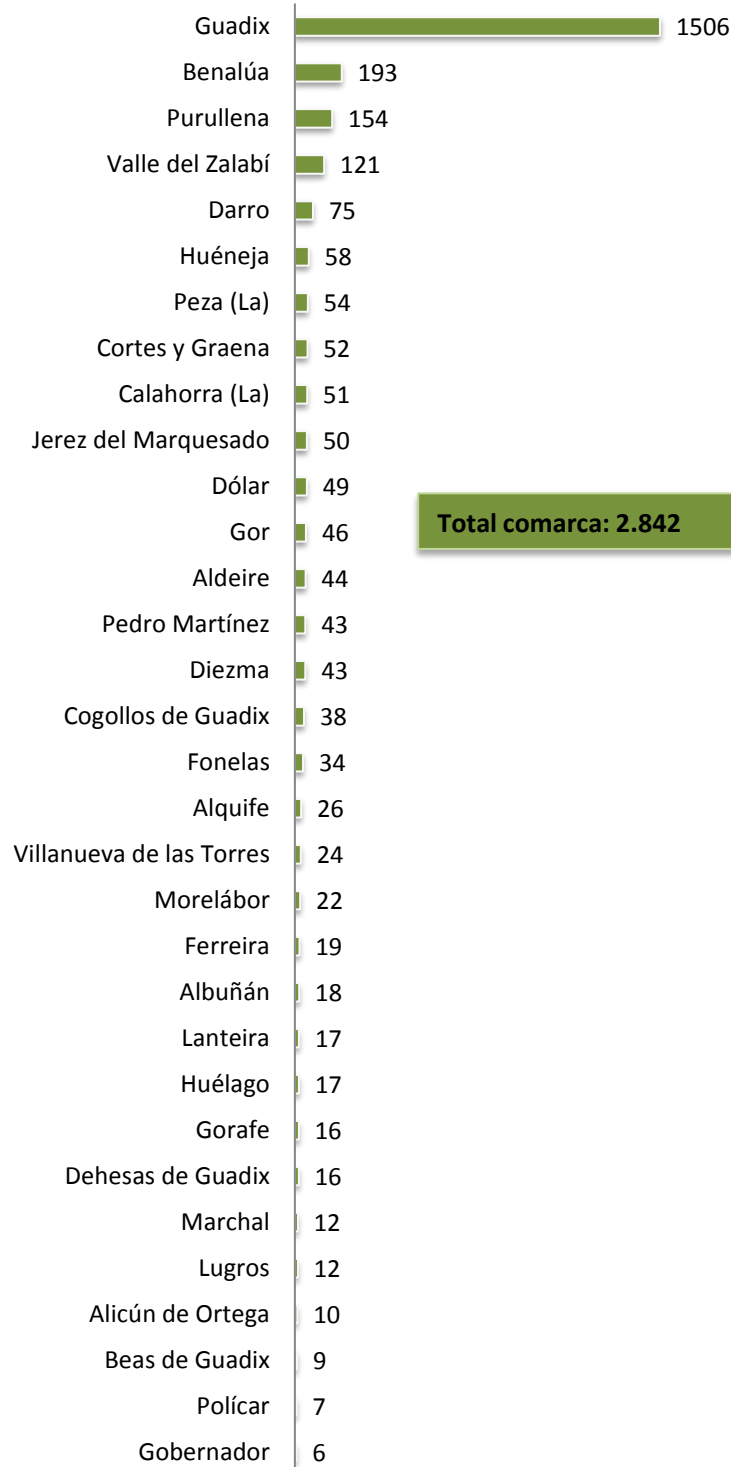 Guadix 1506
Benalúa 193
Purullena 154
Valle del Zalabí 121
Darro 75
Huéneja 58
Peza (La) 54
Cortes y Graena 52
Calahorra (La) 51
Jerez del Marquesado 50
Dólar 49
Total comarca: 2.842
Gor 46
Aldeire 44
Pedro Martínez 43
Diezma 43
Cogollos de Guadix 38
Fonelas 34
Alquife 26
Villanueva de las Torres 24
Morelábor 22
Ferreira 19
Albuñán 18
Lanteira 17
Huélago 17
Gorafe 16
Dehesas de Guadix 16
Marchal 12
Lugros 12
Alicún de Ortega 10
Beas de Guadix 9
Polícar 7
Gobernador 6